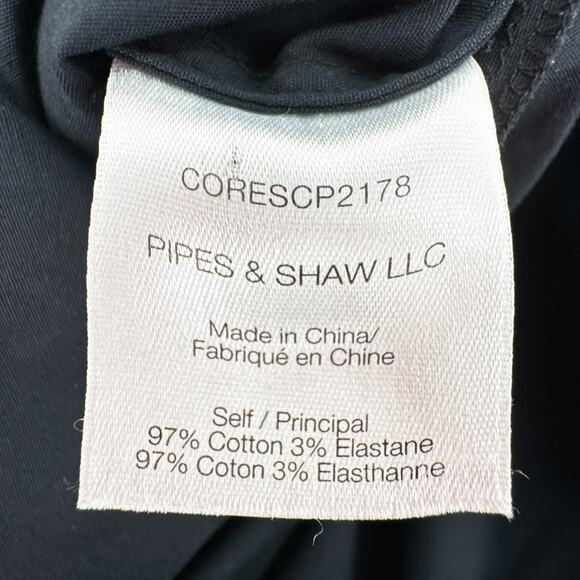 CORESCP2178
PIPES & SHAW LLC
Made in China/
Fabriqué en Chine
Self / Principal
97% Cotton 3% Elastane
97% Coton 3% Elasthanne